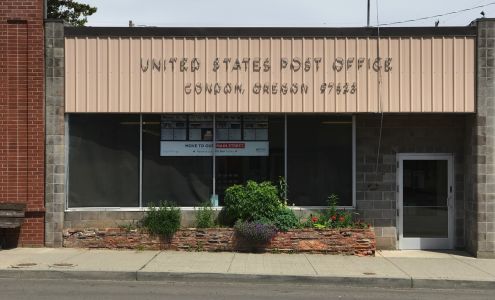 UNITED STATES POST OFFICE
CONDON, OREGON 97823
MOVE TO OUR MAIN STREET